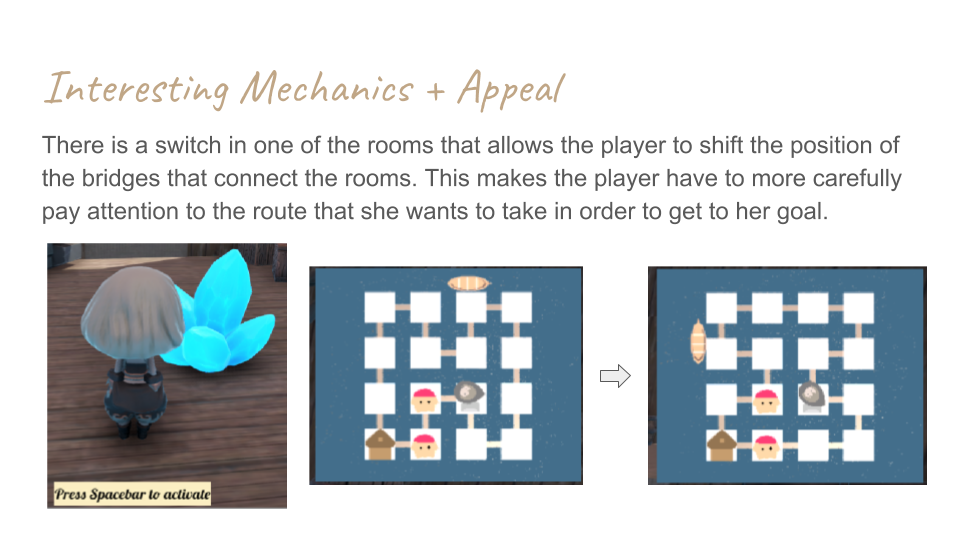 Interesting Mechanics + Appeal
There is a switch in one of the rooms that allows the player to shift the position of
the bridges that connect the rooms. This makes the player have to more carefully
pay attention to the route that she wants to take in order to get to her goal.
Press Spacebar to activate